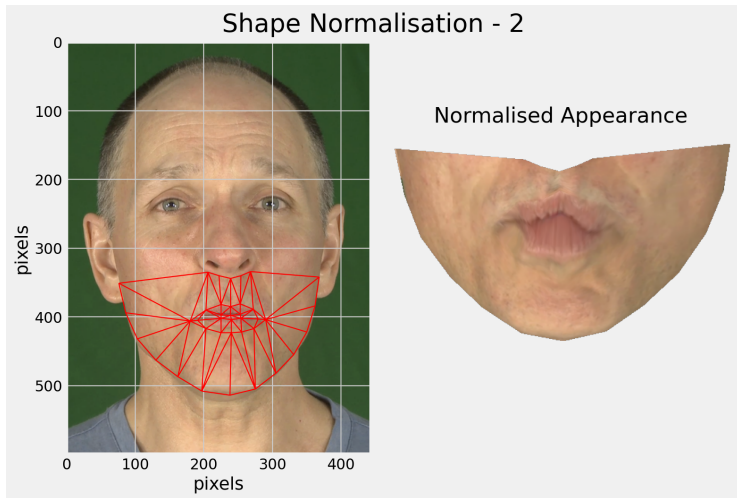 Shape Normalisation - 2
Normalised Appearance
pixels
0
100
200
300
400
500
0 100 200 300 400
pixels